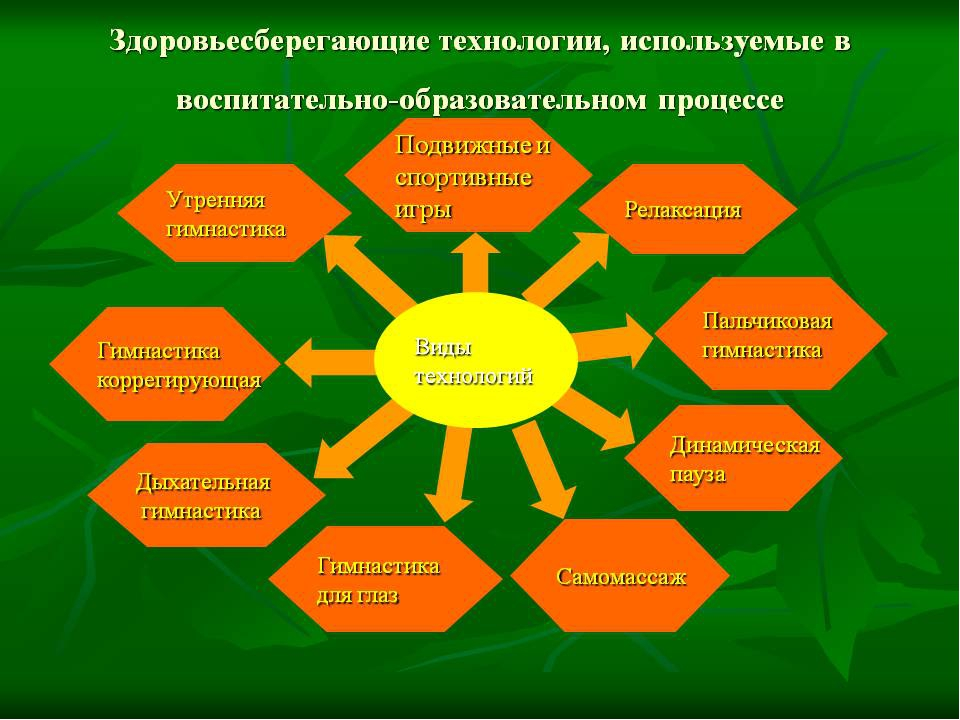 Здоровьесберегающие технологии, используемые в
воспитательно-образовательном процессе
Подвижные и
спортивные
игры
Утренняя
гимнастика
Релаксация
Пальчиковая
гимнастика
Гимнастика
коррегирующая
Виды
технологий
Динамическая
пауза
Дыхательная
гимнастика
Гимнастика
для глаз
Самомассаж